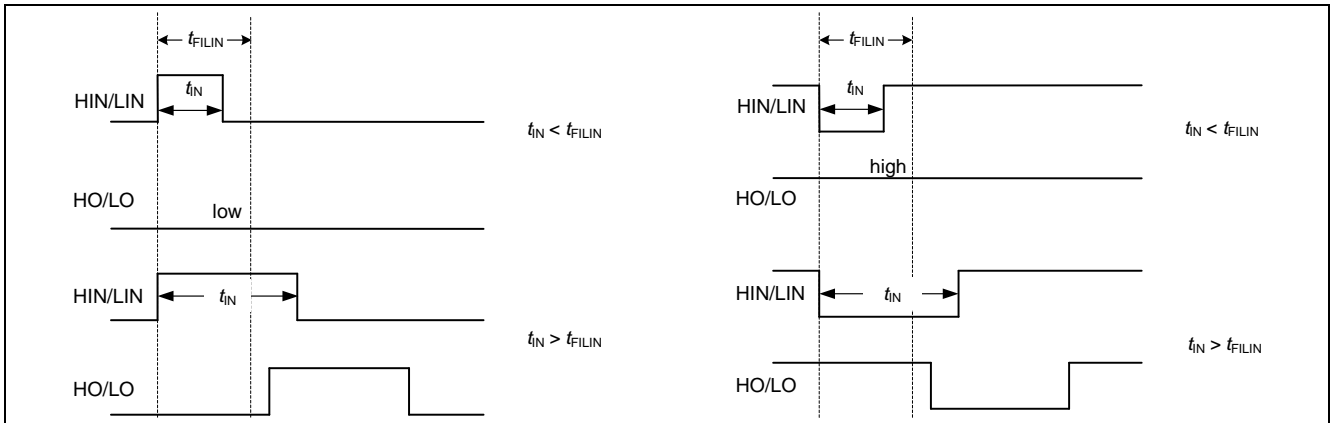 tFILIN
HIN/LIN
tIN
tIN < tFILIN
HO/LO
low
HIN/LIN
tIN
tIN > tFILIN
HO/LO
tFILIN
HIN/LIN
tIN
tIN < tFILIN
high
HO/LO
HIN/LIN
tIN
tIN > tFILIN
HO/LO